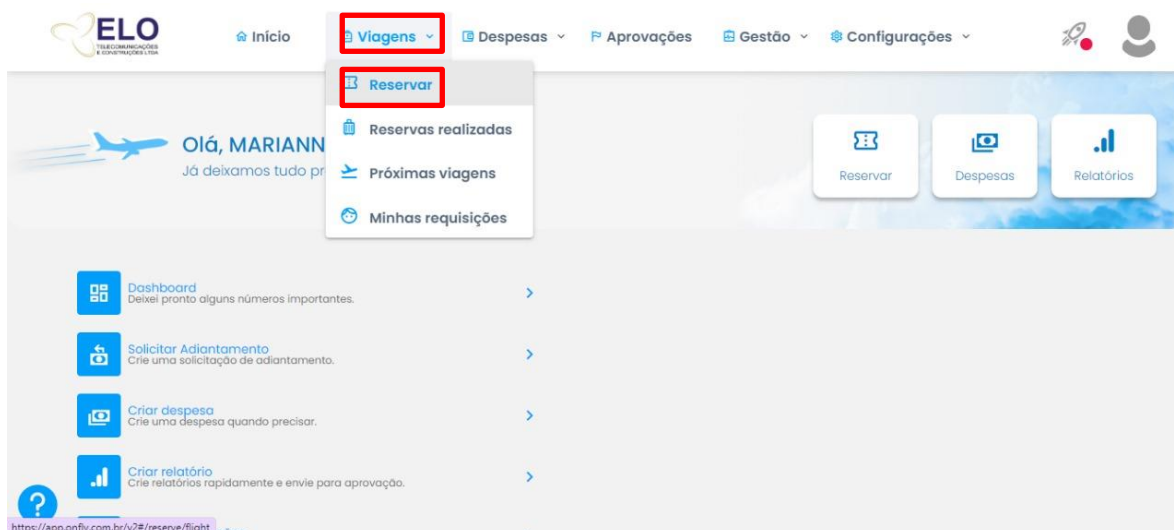 ELO
TELECOMUNICAÇÕES
E CONSTRUÇÕES LTDA
Início
Viagens
Despesas
Aprovações
Gestão
Configurações
Reservar
Reservas realizadas
Próximas viagens
Minhas requisições
Olá, MARIANN
Já deixamos tudo pr
Reservar
Despesas
Relatórios
Dashboard
Deixei pronto alguns números importantes.
Solicitar Adiantamento
Crie uma solicitação de adiantamento.
Criar despesa
Crie uma despesa quando precisar.
Criar relatório
Crie relatórios rapidamente e envie para aprovação.
?
https://app.onfly.com.br/v2#/reserve/flight